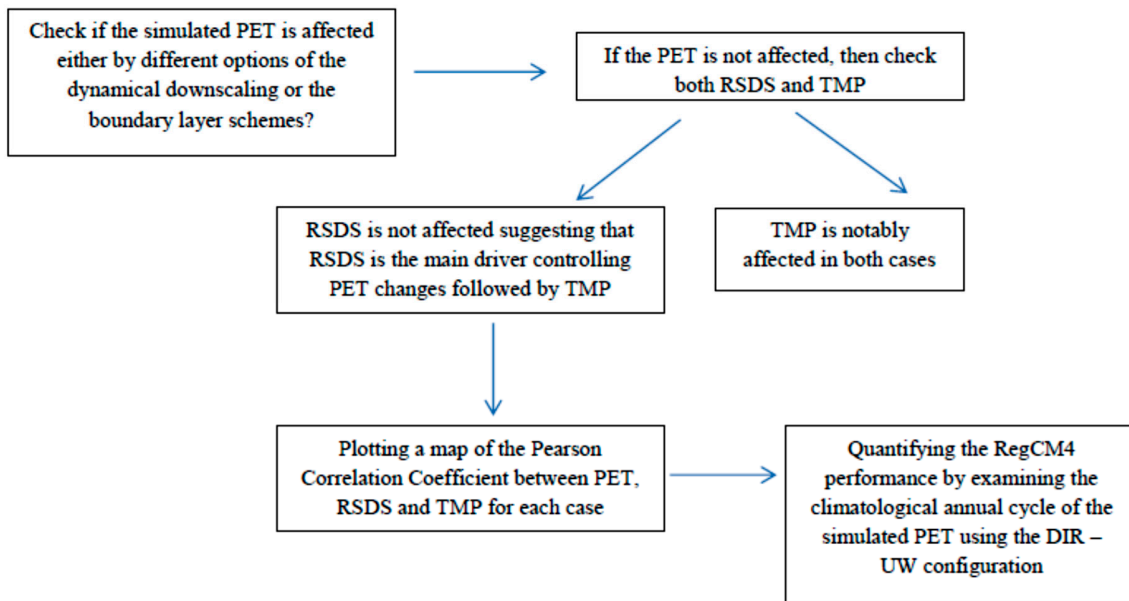 Check if the simulated PET is affected
either by different options of the
dynamical downscaling or the
boundary layer schemes?
If the PET is not affected, then check
both RSDS and TMP
RSDS is not affected suggesting that
RSDS is the main driver controlling
PET changes followed by TMP
TMP is notably
affected in both cases
Plotting a map of the Pearson
Correlation Coefficient between PET,
RSDS and TMP for each case
Quantifying the RegCM4
performance by examining the
climatological annual cycle of the
simulated PET using the DIR –
UW configuration